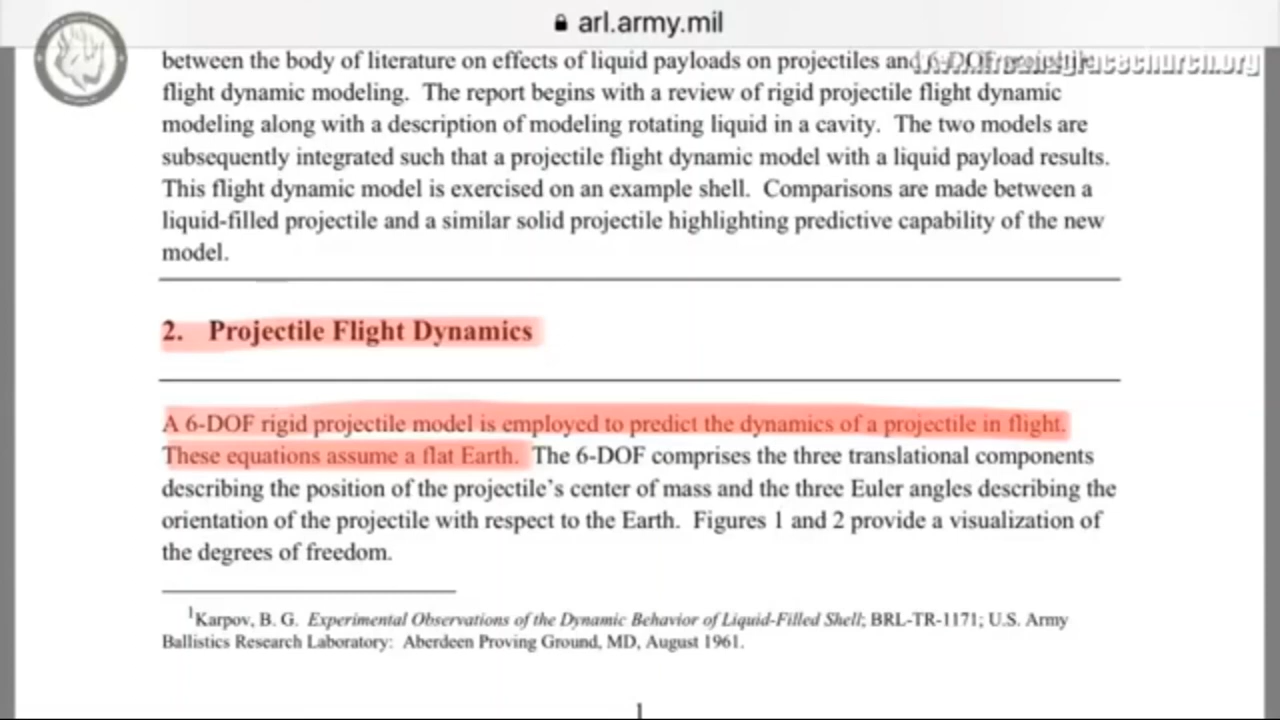 arl.army.mil
between the body of literature on effects of liquid payloads on projectiles and 6-DOF projectile
flight dynamic modeling. The report begins with a review of rigid projectile flight dynamic
modeling along with a description of modeling rotating liquid in a cavity. The two models are
subsequently integrated such that a projectile flight dynamic model with a liquid payload results.
This flight dynamic model is exercised on an example shell. Comparisons are made between a
liquid-filled projectile and a similar solid projectile highlighting predictive capability of the new
model.
2. Projectile Flight Dynamics
A 6-DOF rigid projectile model is employed to predict the dynamics of a projectile in flight.
These equations assume a flat Earth. The 6-DOF comprises the three translational components
describing the position of the projectile's center of mass and the three Euler angles describing the
orientation of the projectile with respect to the Earth. Figures 1 and 2 provide a visualization of
the degrees of freedom.
1Karpov, B. G. Experimental Observations of the Dynamic Behavior of Liquid-Filled Shell; BRL-TR-1171; U.S. Army
Ballistics Research Laboratory: Aberdeen Proving Ground, MD, August 1961.
1